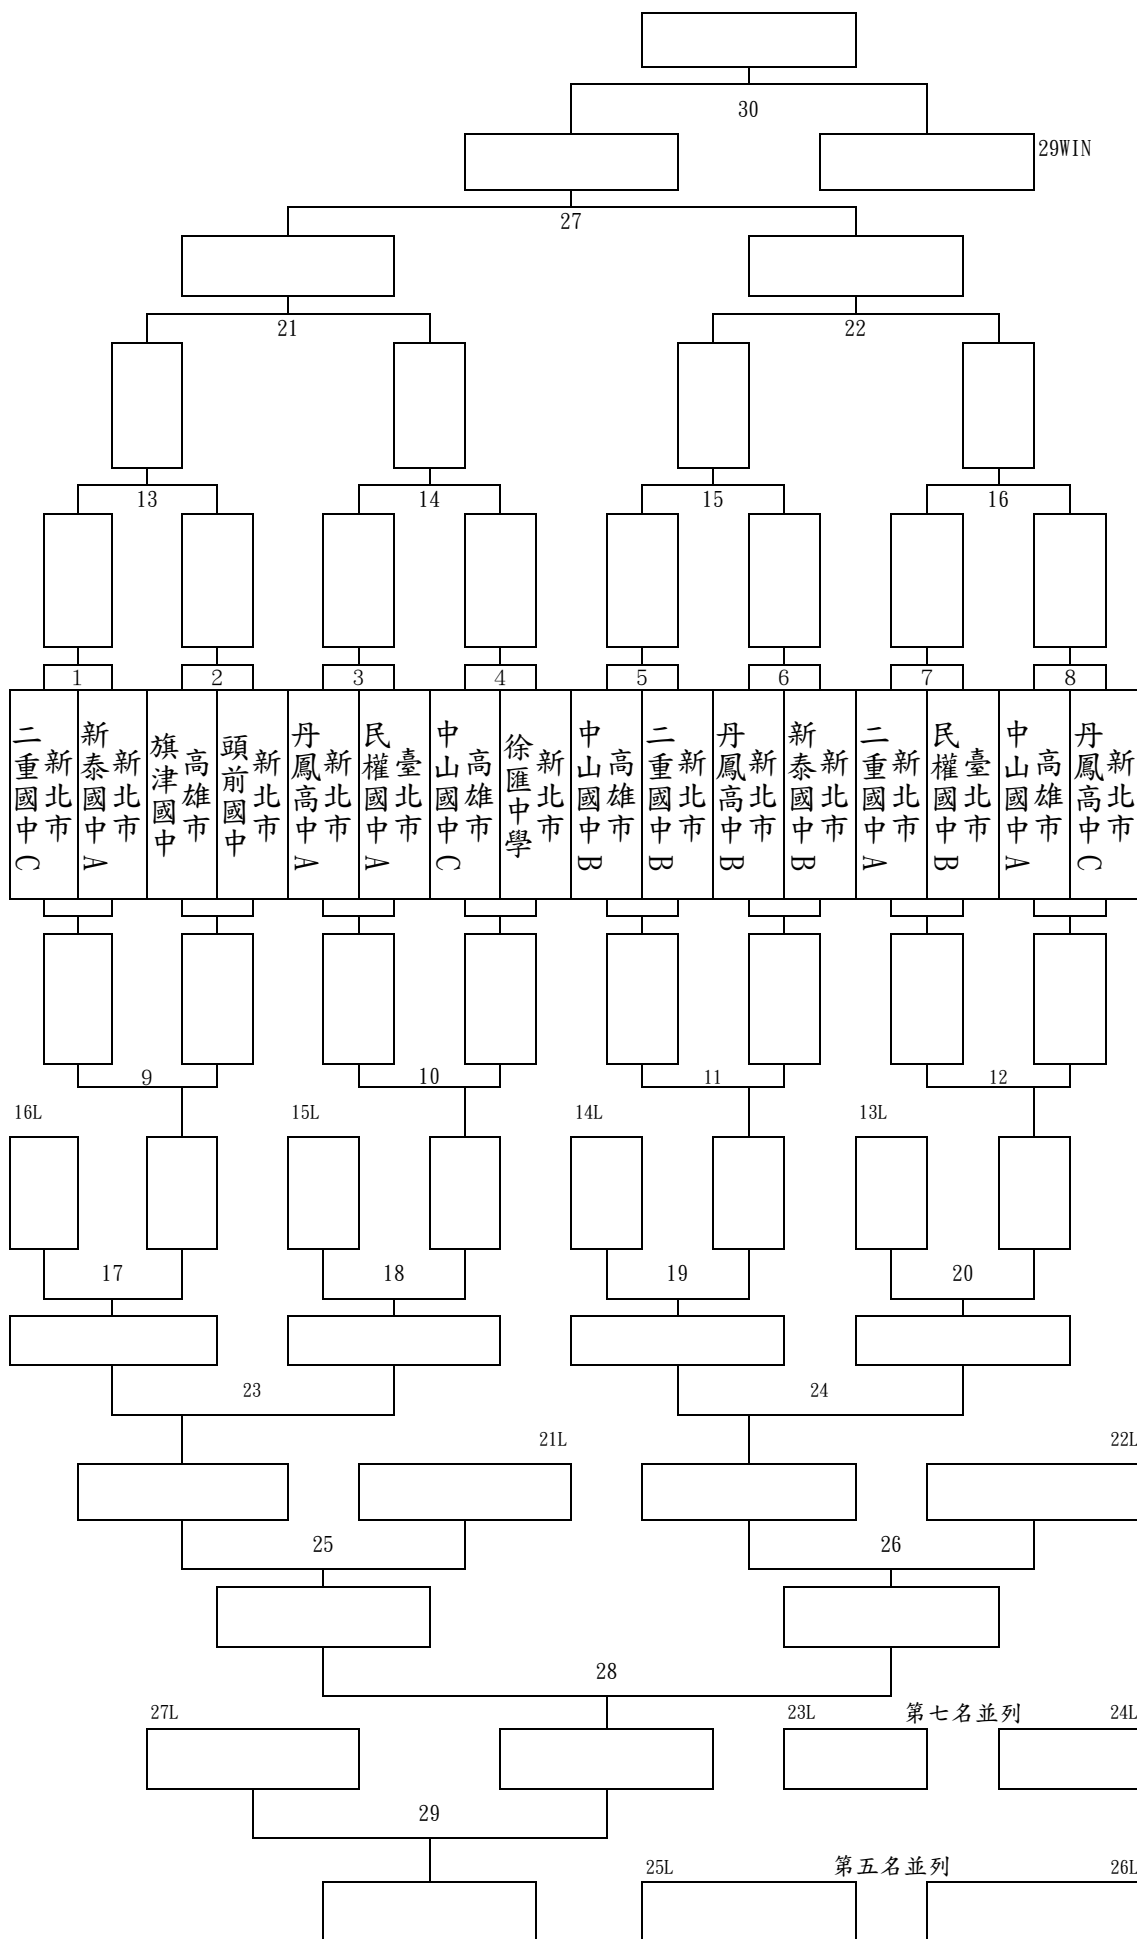 30
29WIN
27
21
22
13
14
15
16
1
2
3
4
5
6
7
8
二重國中C
新北市
新泰國中A
新北市
旗津國中
高雄市
頭前國中
新北市
丹鳳高中A
新北市
民權國中A
臺北市
中山國中C
高雄市
徐匯中學
新北市
中山國中B
高雄市
二重國中B
新北市
丹鳳高中B
新北市
新泰國中B
新北市
二重國中A
新北市
民權國中B
臺北市
中山國中A
高雄市
丹鳳高中C
新北市
9
10
11
12
16L
15L
14L
13L
17
18
19
20
23
24
21L
22L
25
26
28
27L
23L
第七名並列
24L
29
25L
第五名並列
26L